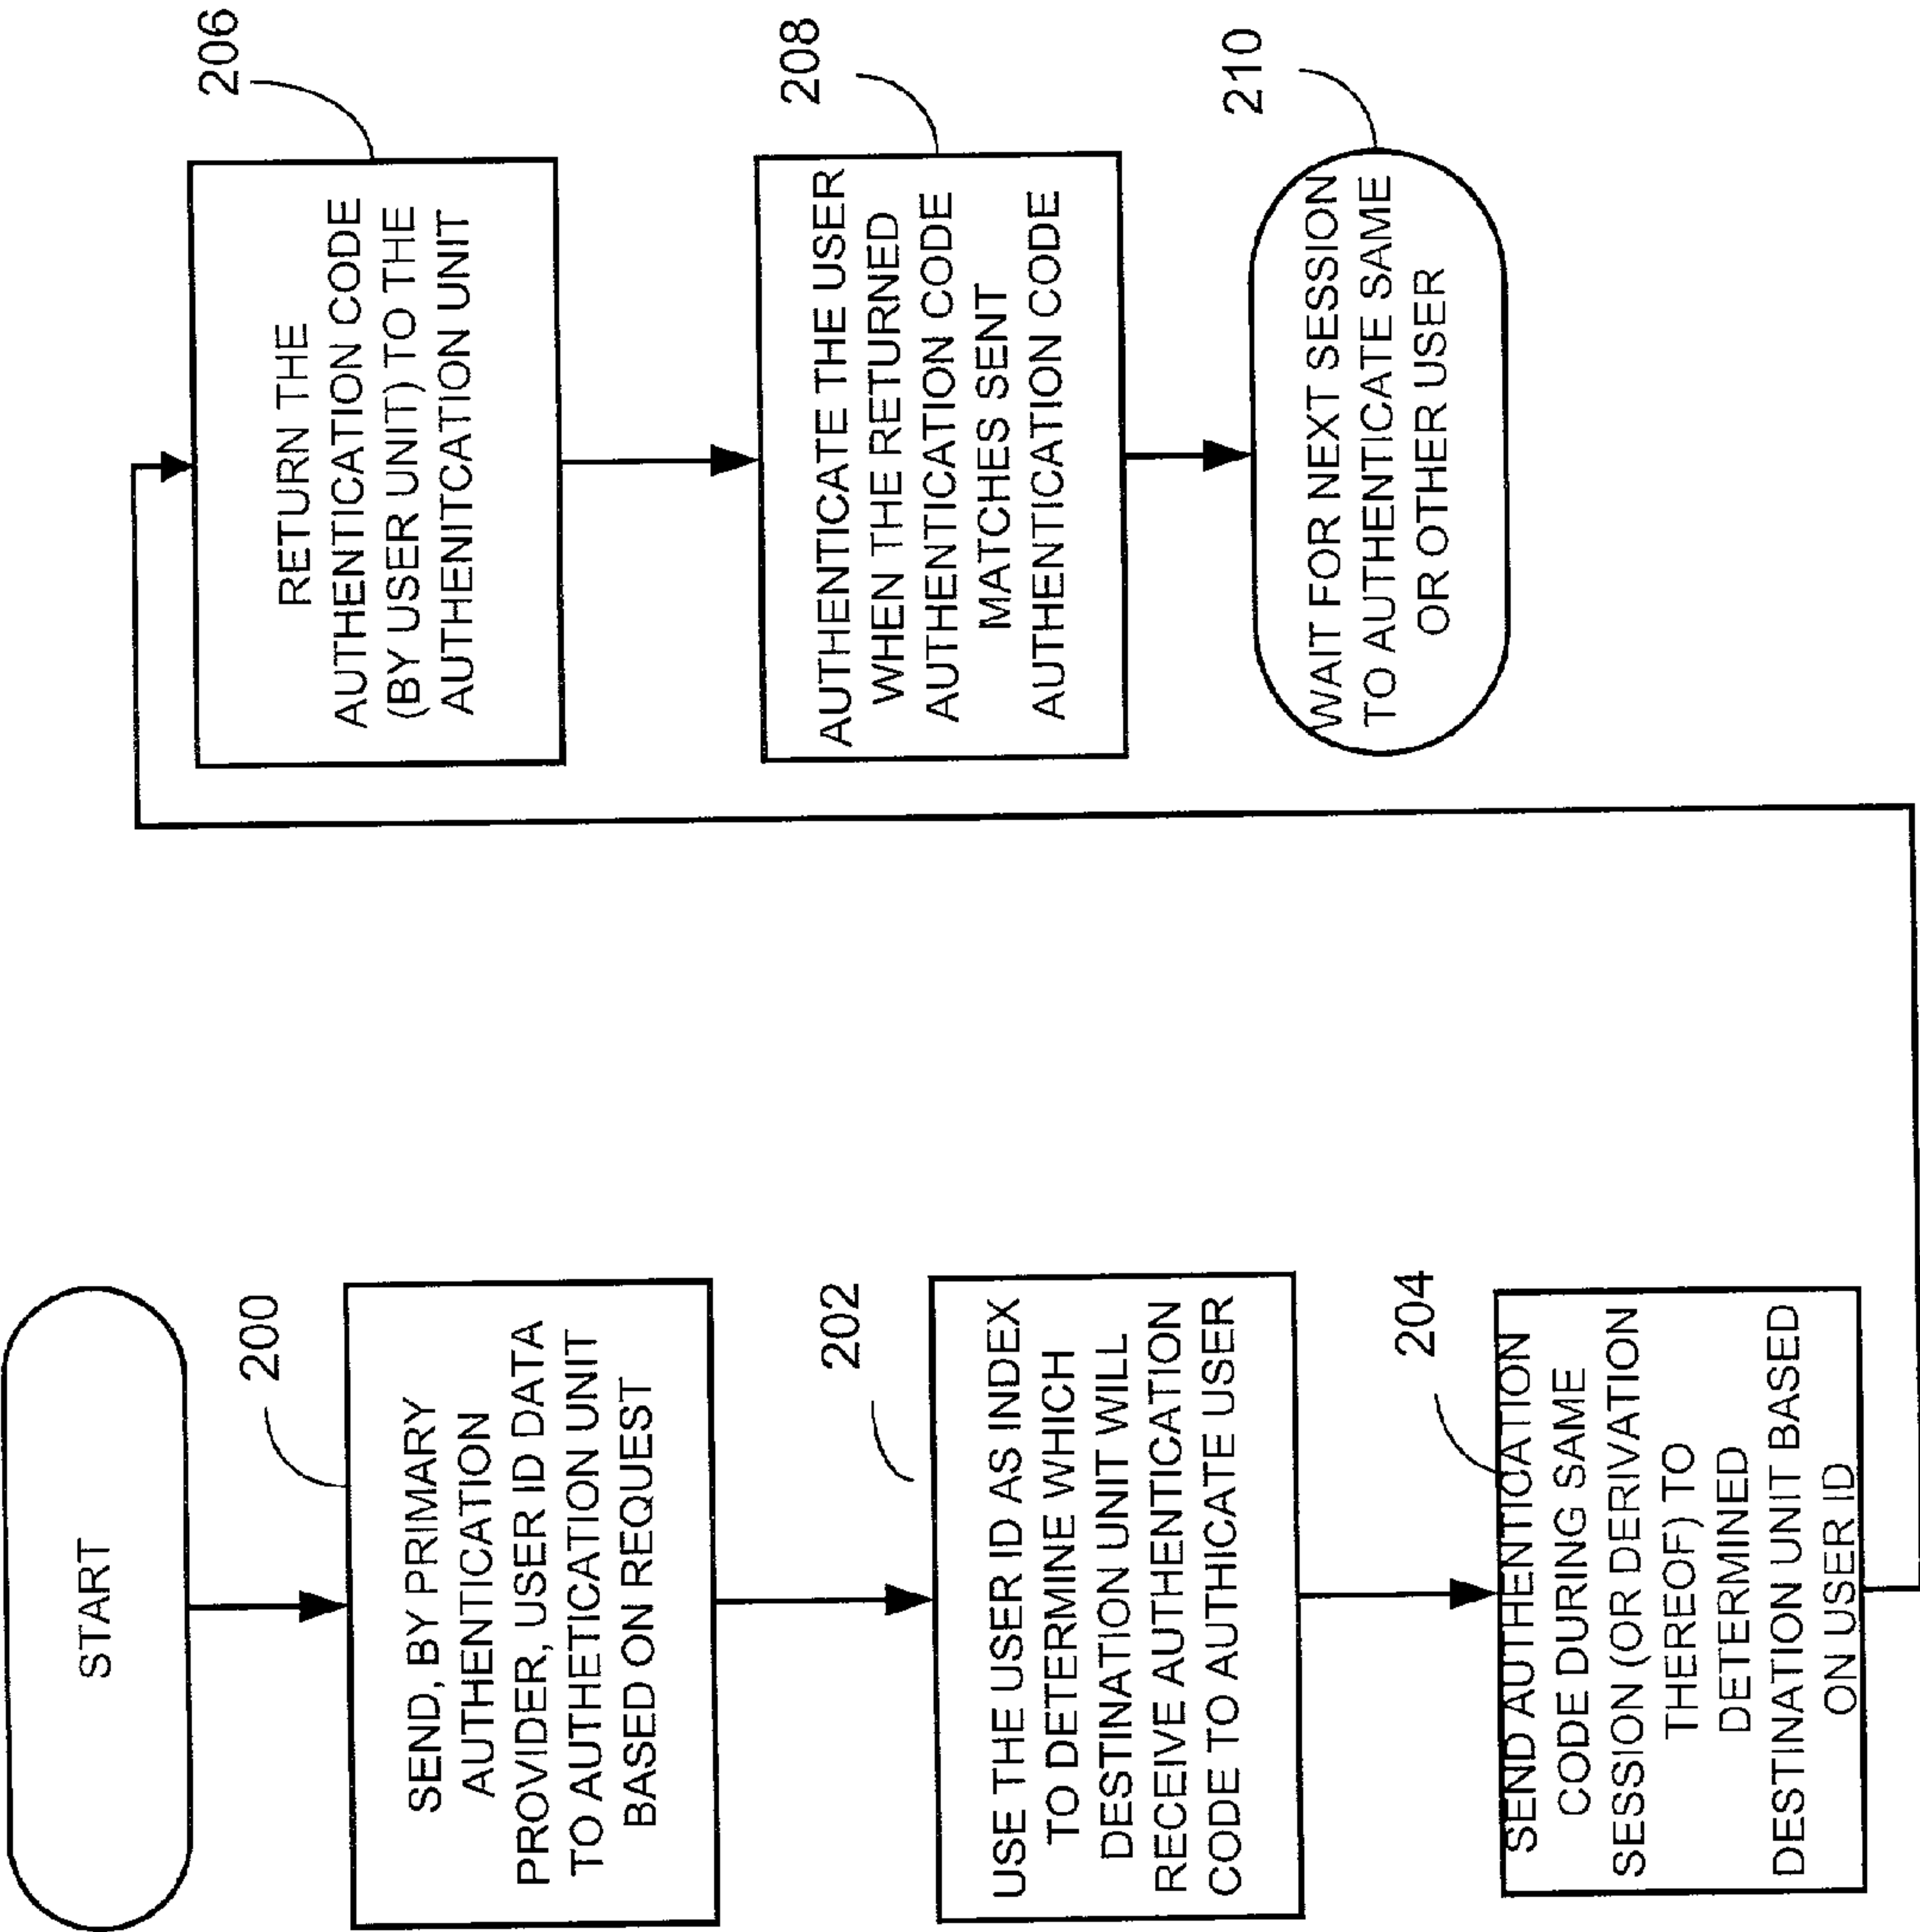 START
200
SEND, BY PRIMARY
AUTHENTICATION
PROVIDER, USER ID DATA
TO AUTHETICATION UNIT
BASED ON REQUEST
202
USE THE USER ID AS INDEX
TO DETERMINE WHICH
DESTINATION UNIT WILL
RECEIVE AUTHENTICATION
CODE TO AUTHICATE USER
204
SEND AUTHENTICATION
CODE DURING SAME
SESSION (OR DERIVATION
THEREOF) TO
DETERMINED
DESTINATION UNIT BASED
ON USER ID
206
RETURN THE
AUTHENTICATION CODE
(BY USER UNIT) TO THE
AUTHENITCATION UNIT
208
AUTHENTICATE THE USER
WHEN THE RETURNED
AUTHENTICATION CODE
MATCHES SENT
AUTHENTICATION CODE
210
WAIT FOR NEXT SESSION
TO AUTHENTICATE SAME
OR OTHER USER